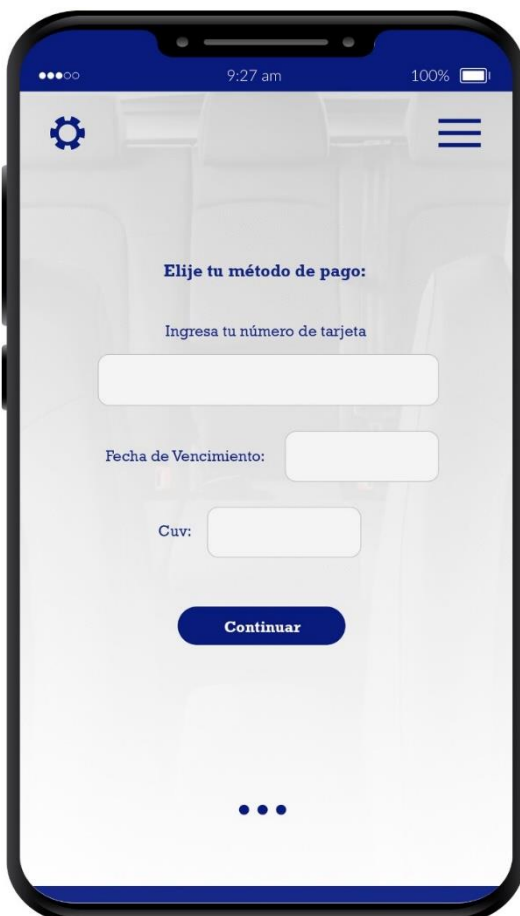 9:27 am
100%
Elije tu método de pago:
Ingresa tu número de tarjeta
Fecha de Vencimiento:
Cuv:
Continuar